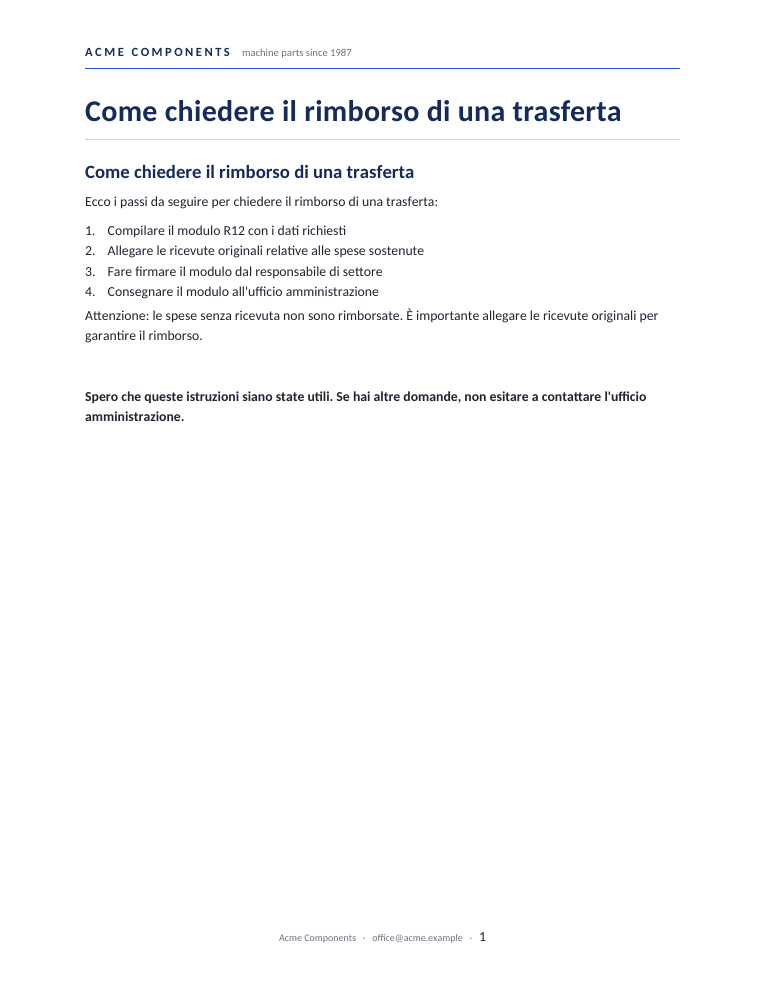 ACME COMPONENTS machine parts since 1987
Come chiedere il rimborso di una trasferta
Come chiedere il rimborso di una trasferta
Ecco i passi da seguire per chiedere il rimborso di una trasferta:
1. Compilare il modulo R12 con i dati richiesti
2. Allegare le ricevute originali relative alle spese sostenute
3. Fare firmare il modulo dal responsabile di settore
4. Consegnare il modulo all'ufficio amministrazione
Attenzione: le spese senza ricevuta non sono rimborsate. È importante allegare le ricevute originali per
garantire il rimborso.
Spero che queste istruzioni siano state utili. Se hai altre domande, non esitare a contattare l'ufficio
amministrazione.
Acme Components · office@acme.example · 1